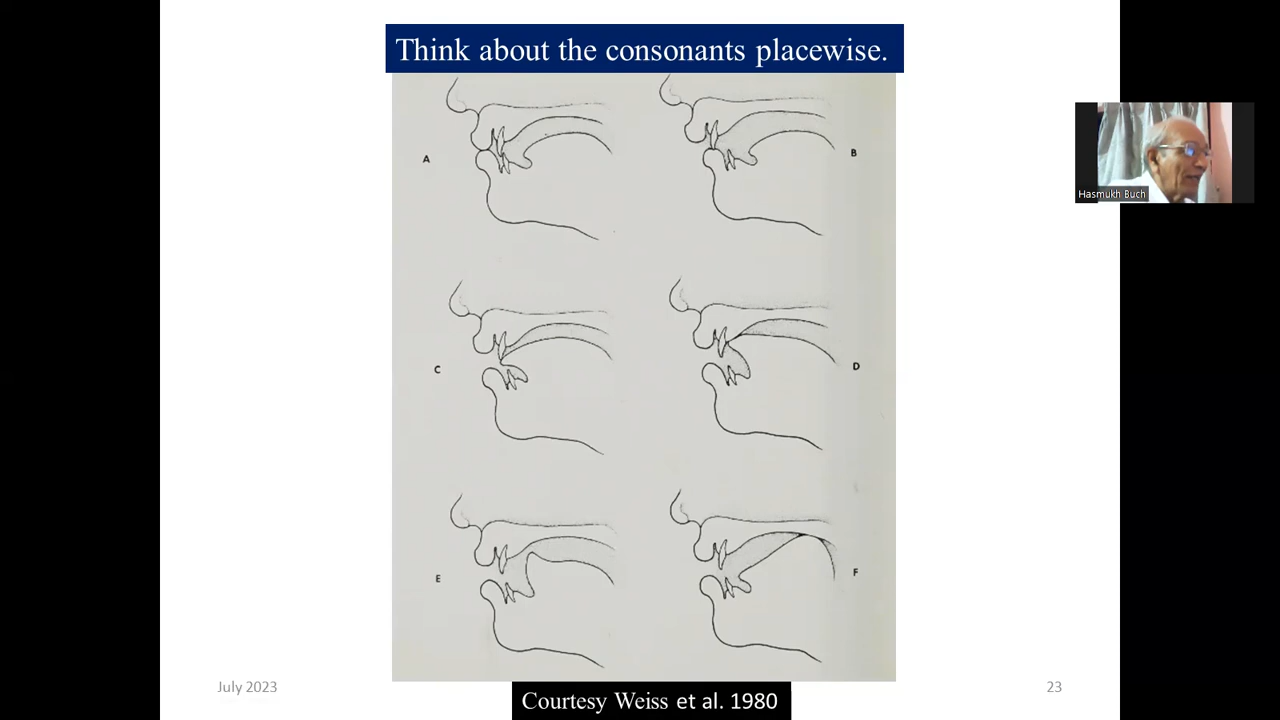 Think about the consonants placewise.
A
B
Hasmukh Buch
C
D
E
F
July 2023
Courtesy Weiss et al. 1980
23